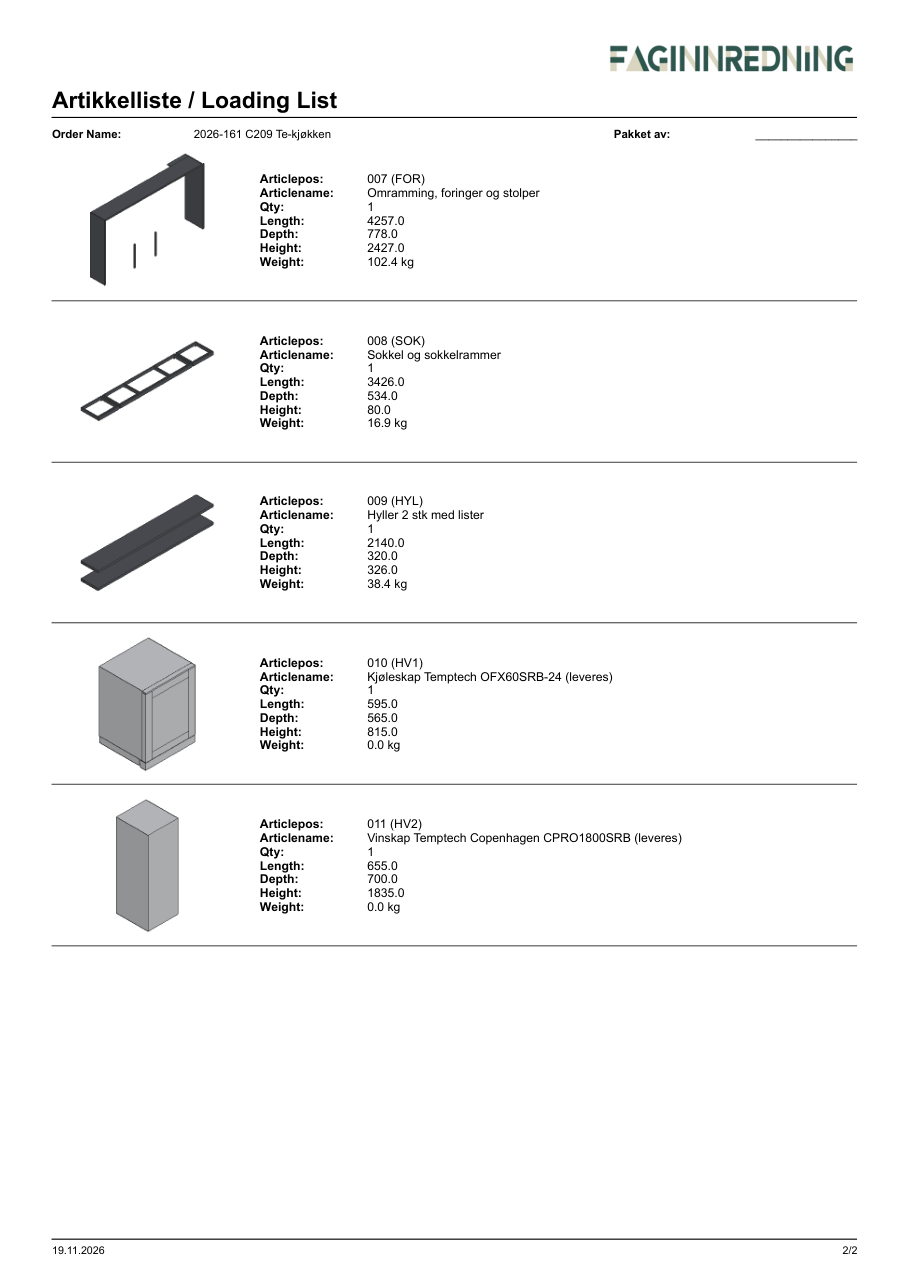 FAGINNREDNING
Artikkelliste / Loading List
Order Name: 2026-161 C209 Te-kjøkken Pakket av: ________________
Articlepos: 007 (FOR)
Articlename: Omramming, foringer og stolper
Qty: 1
Length: 4257.0
Depth: 778.0
Height: 2427.0
Weight: 102.4 kg
Articlepos: 008 (SOK)
Articlename: Sokkel og sokkelrammer
Qty: 1
Length: 3426.0
Depth: 534.0
Height: 80.0
Weight: 16.9 kg
Articlepos: 009 (HYL)
Articlename: Hyller 2 stk med lister
Qty: 1
Length: 2140.0
Depth: 320.0
Height: 326.0
Weight: 38.4 kg
Articlepos: 010 (HV1)
Articlename: Kjøleskap Temptech OFX60SRB-24 (leveres)
Qty: 1
Length: 595.0
Depth: 565.0
Height: 815.0
Weight: 0.0 kg
Articlepos: 011 (HV2)
Articlename: Vinskap Temptech Copenhagen CPRO1800SRB (leveres)
Qty: 1
Length: 655.0
Depth: 700.0
Height: 1835.0
Weight: 0.0 kg
19.11.2026 2/2